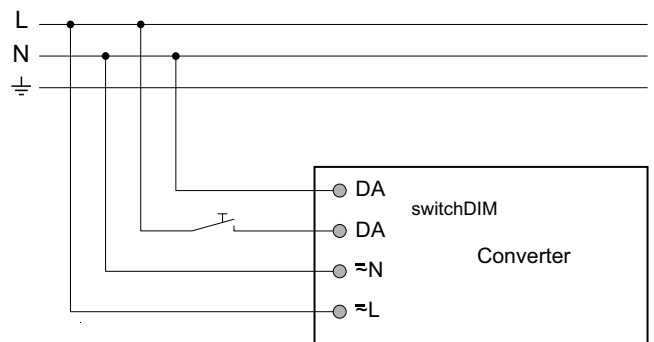 L
N
DA
switchDIM
DA
Converter
≂N
≂L